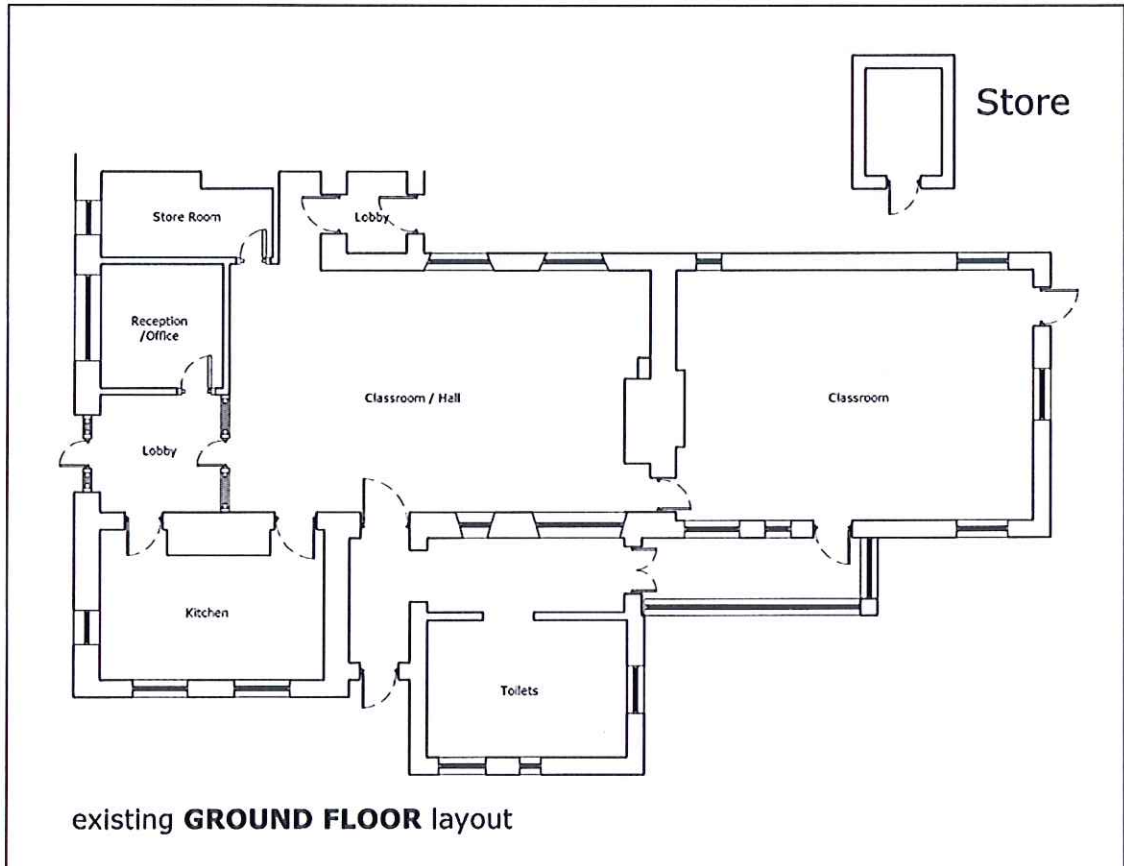 Store
Store Room
Lobby
Reception
/Office
Classroom / Hall
Classroom
Lobby
Kitchen
Toilets
existing GROUND FLOOR layout